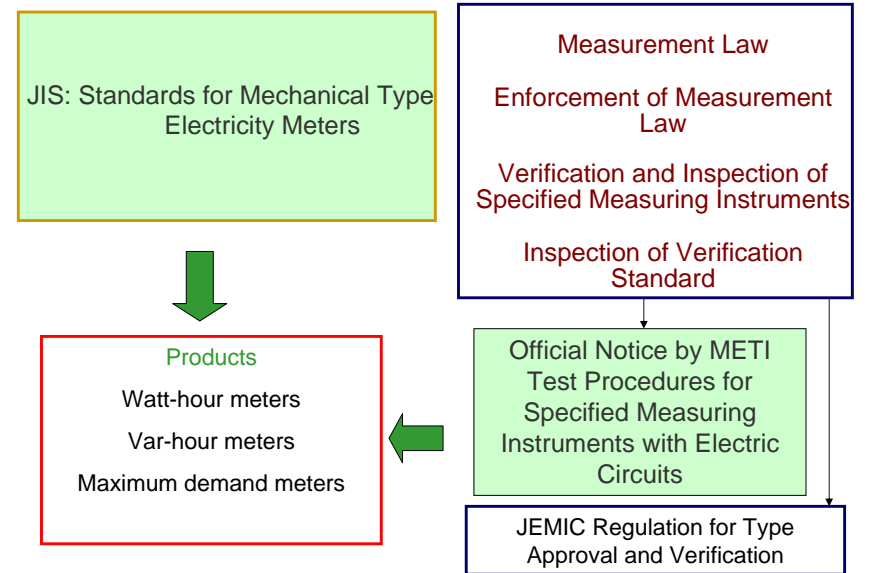 JIS: Standards for Mechanical Type
Electricity Meters
Measurement Law
Enforcement of Measurement
Law
Verification and Inspection of
Specified Measuring Instruments
Inspection of Verification
Standard
Products
Watt-hour meters
Var-hour meters
Maximum demand meters
Official Notice by METI
Test Procedures for
Specified Measuring
Instruments with Electric
Circuits
JEMIC Regulation for Type
Approval and Verification